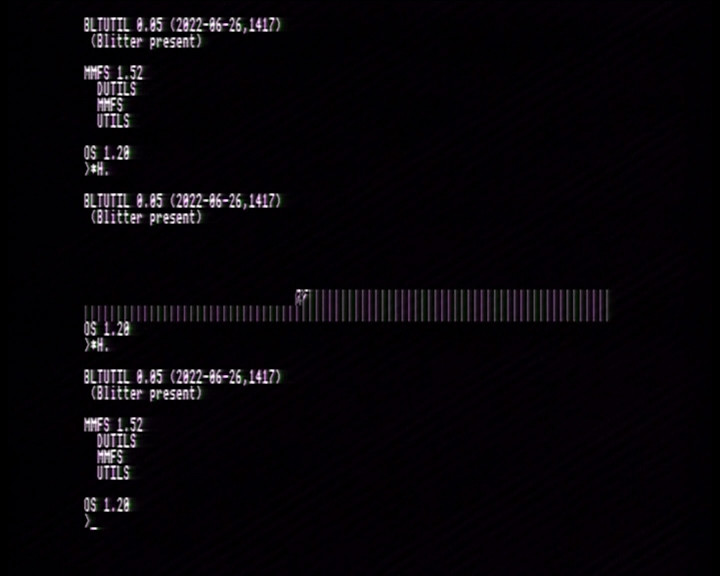 BLTUTIL 0.05 (2022-06-26,1417)
(Blitter present)
MMFS 1.52
DUTILS
MMFS
UTILS
OS 1.20
>*H.
BLTUTIL 0.05 (2022-06-26,1417)
(Blitter present)
OS 1.20
>*H.
BLTUTIL 0.05 (2022-06-26,1417)
(Blitter present)
MMFS 1.52
DUTILS
MMFS
UTILS
OS 1.20
>_